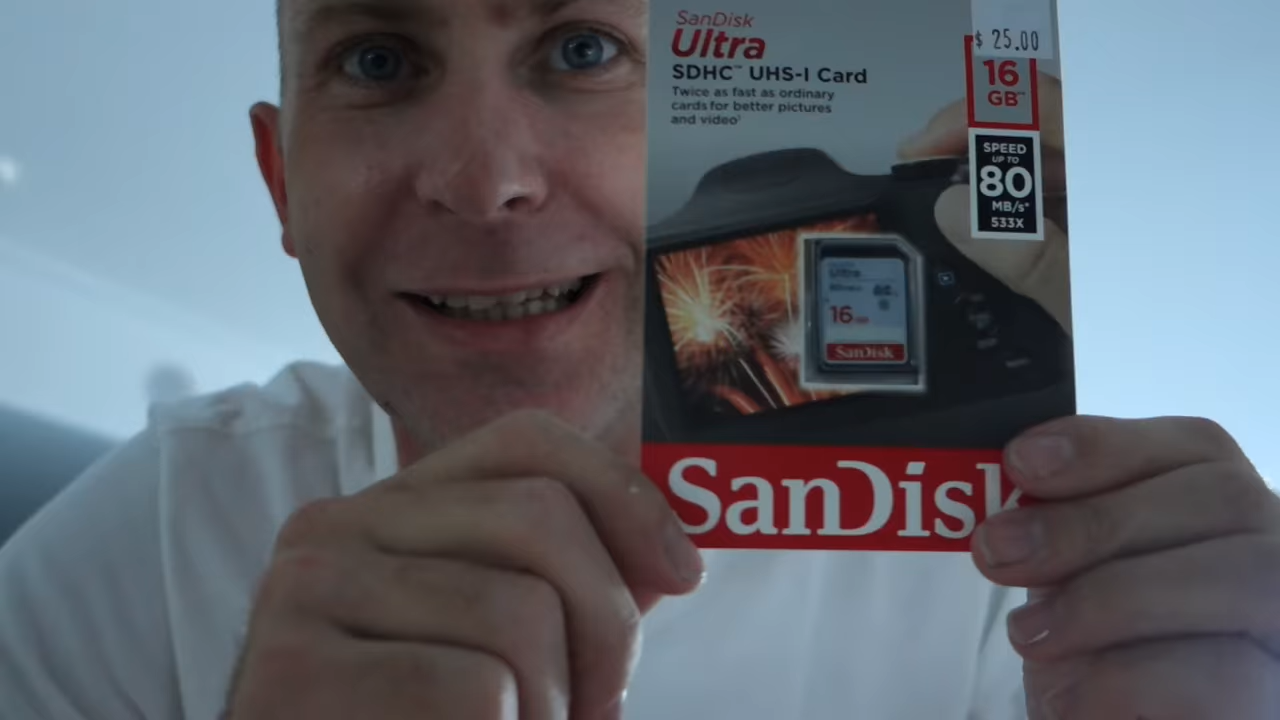 SanDisk
Ultra
SDHC™ UHS-I Card
Twice as fast as ordinary
cards for better pictures
and video¹
$ 25.00
16
GB
SPEED
UP TO
80
MB/s*
533X
Ultra
16
SanDisk
SanDisk